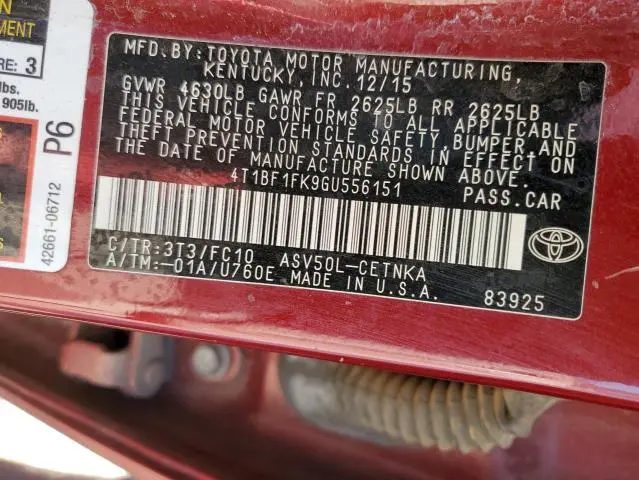 MENT
RE: 3
lbs.
905lb.
P6
42661-06712
MFD. BY: TOYOTA MOTOR MANUFACTURING,
KENTUCKY, INC. 12/15
GVWR 4630LB GAWR FR 2625LB RR 2625LB
THIS VEHICLE CONFORMS TO ALL APPLICABLE
FEDERAL MOTOR VEHICLE SAFETY, BUMPER, AND
THEFT PREVENTION STANDARDS IN EFFECT ON
THE DATE OF MANUFACTURE SHOWN ABOVE.
4T1BF1FK9GU556151
PASS.CAR
C/TR: 3T3/FC10 ASV50L-CETNKA
A/TM: -01A/U760E MADE IN U.S.A.
83925